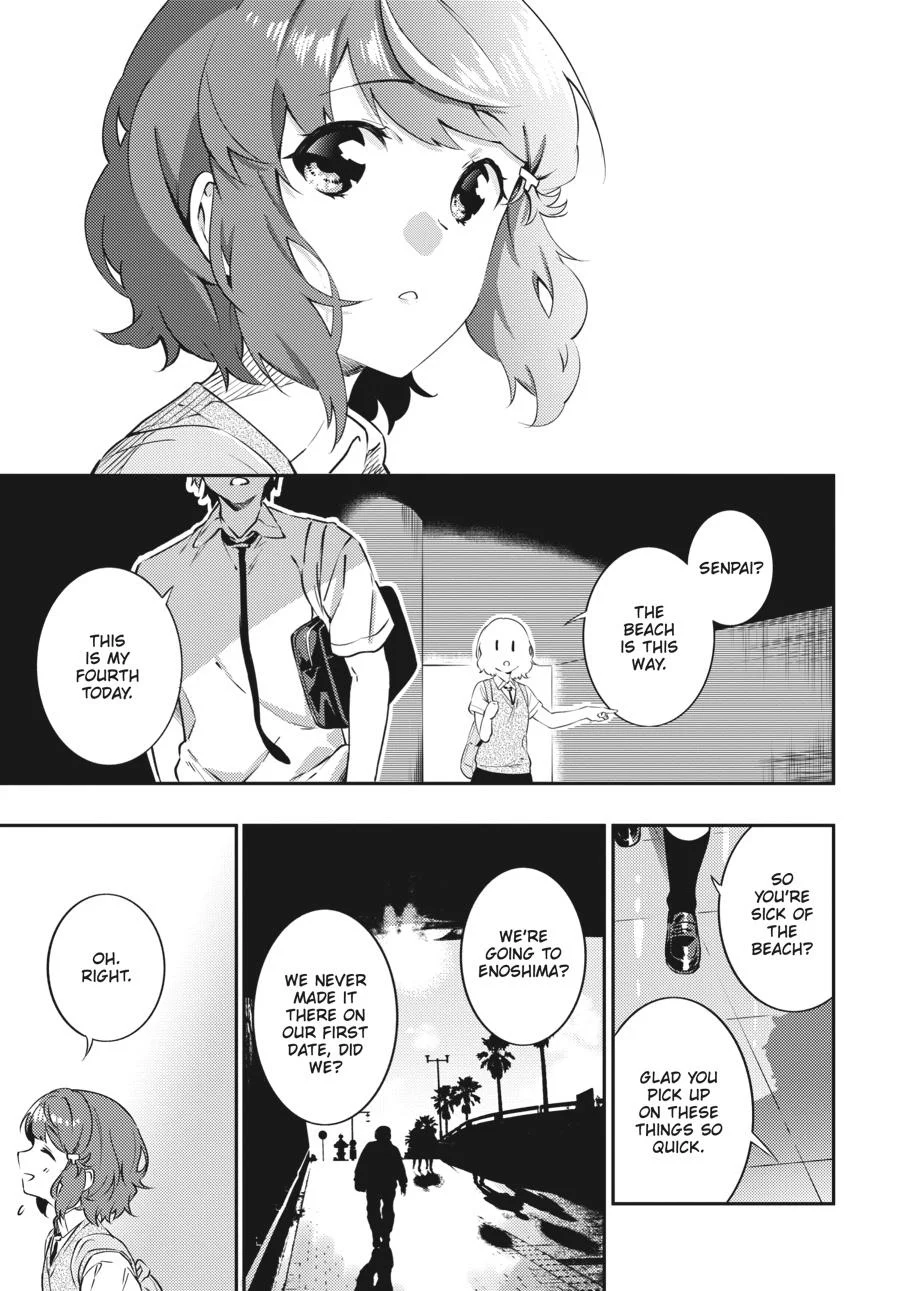 SENPAI?
THE
BEACH
IS THIS
WAY.
THIS
IS MY
FOURTH
TODAY.
SO
YOU'RE
SICK OF
THE
BEACH?
GLAD YOU
PICK UP
ON THESE
THINGS SO
QUICK.
WE'RE
GOING TO
ENOSHIMA?
WE NEVER
MADE IT
THERE ON
OUR FIRST
DATE, DID
WE?
OH.
RIGHT.